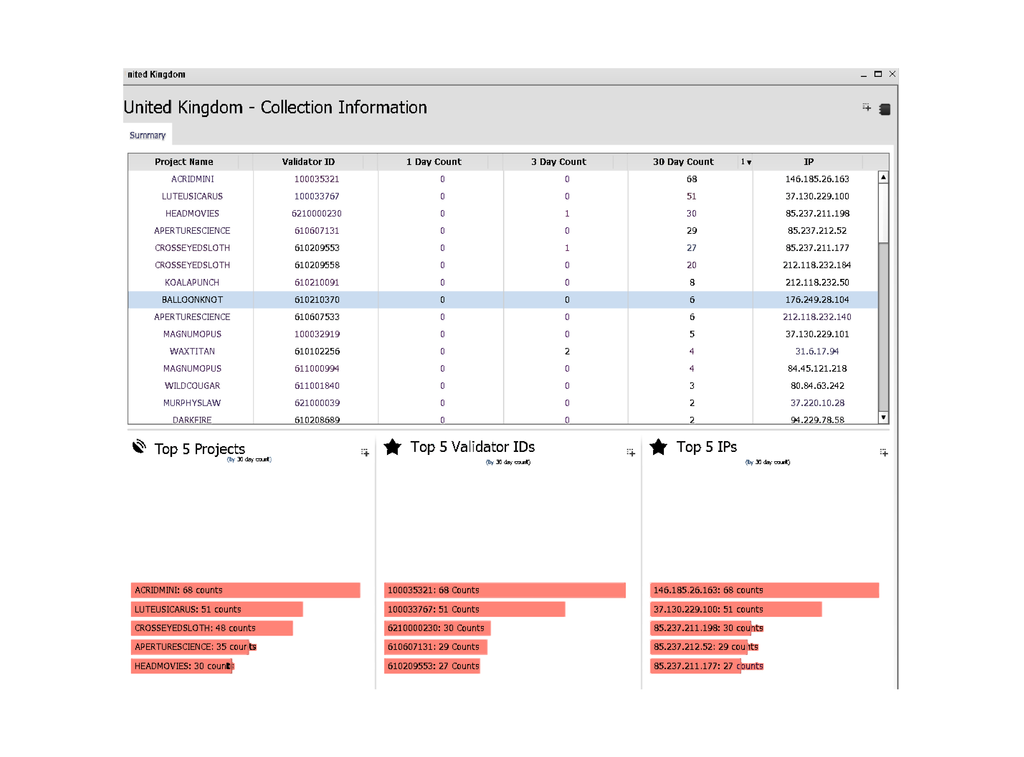 nited Kingdom
United Kingdom - Collection Information
Summary
Project Name Validator ID 1 Day Count 3 Day Count 30 Day Count 1▼ IP
ACRIDMINI 100035321 0 0 68 146.185.26.163
LUTEUSICARUS 100033767 0 0 51 37.130.229.100
HEADMOVIES 6210000230 0 1 30 85.237.211.198
APERTURESCIENCE 610607131 0 0 29 85.237.212.52
CROSSEYEDSLOTH 610209553 0 1 27 85.237.211.177
CROSSEYEDSLOTH 610209558 0 0 20 212.118.232.184
KOALAPUNCH 610210091 0 0 8 212.118.232.50
BALLOONKNOT 610210370 0 0 6 176.249.28.104
APERTURESCIENCE 610607533 0 0 6 212.118.232.140
MAGNUMOPUS 100032919 0 0 5 37.130.229.101
WAXTITAN 610102256 0 2 4 31.6.17.94
MAGNUMOPUS 611000994 0 0 4 84.45.121.218
WILDCOUGAR 611001840 0 0 3 80.84.63.242
MURPHYSLAW 621000039 0 0 2 37.220.10.28
DARKFIRE 610208689 0 0 2 94.229.78.58
Top 5 Projects
(by 30 day count)
ACRIDMINI: 68 counts
LUTEUSICARUS: 51 counts
CROSSEYEDSLOTH: 48 counts
APERTURESCIENCE: 35 counts
HEADMOVIES: 30 counts
Top 5 Validator IDs
(by 30 day count)
100035321: 68 Counts
100033767: 51 Counts
6210000230: 30 Counts
610607131: 29 Counts
610209553: 27 Counts
Top 5 IPs
(by 30 day count)
146.185.26.163: 68 counts
37.130.229.100: 51 counts
85.237.211.198: 30 counts
85.237.212.52: 29 counts
85.237.211.177: 27 counts